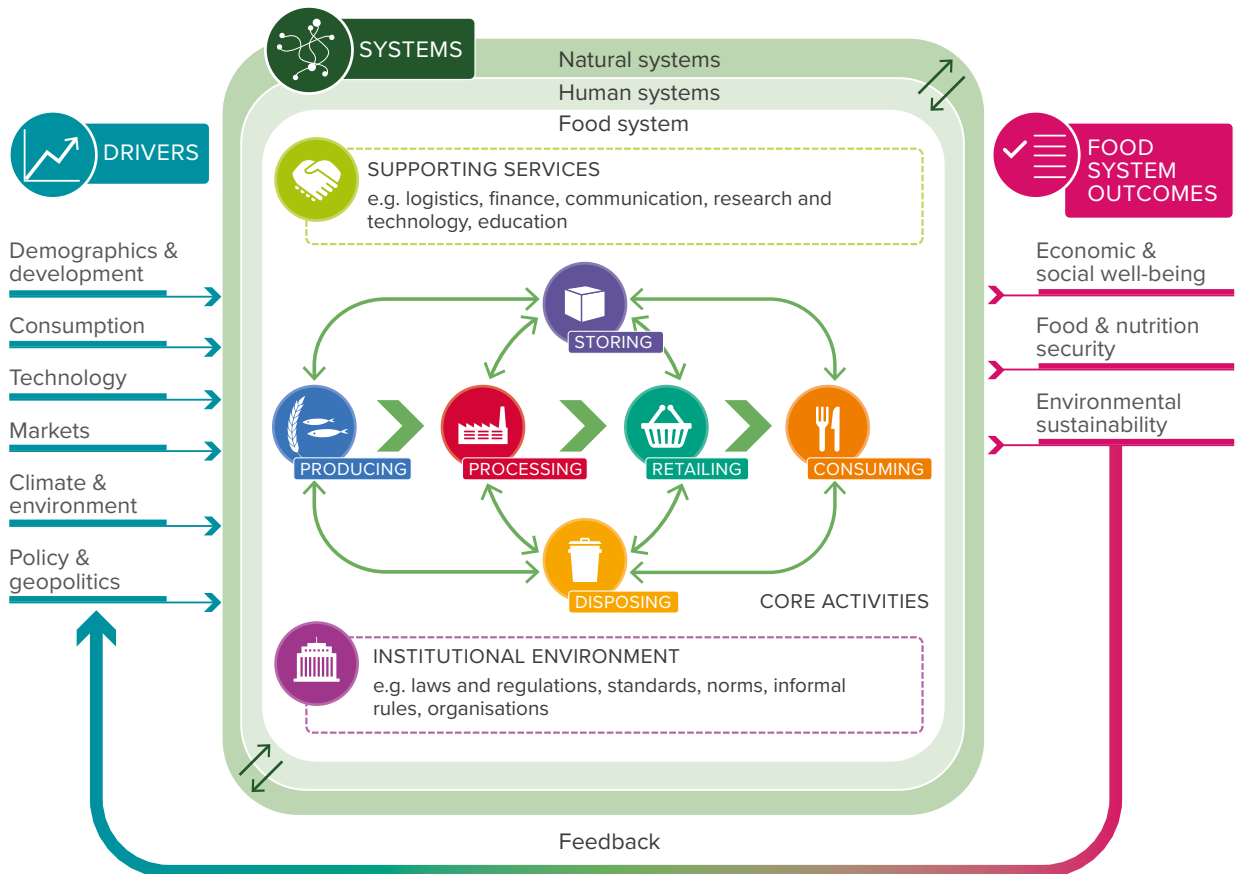 SYSTEMS
Natural systems
Human systems
Food system
DRIVERS
Demographics &
development
Consumption
Technology
Markets
Climate &
environment
Policy &
geopolitics
SUPPORTING SERVICES
e.g. logistics, finance, communication, research and
technology, education
STORING
PRODUCING
PROCESSING
RETAILING
CONSUMING
DISPOSING
CORE ACTIVITIES
INSTITUTIONAL ENVIRONMENT
e.g. laws and regulations, standards, norms, informal
rules, organisations
FOOD
SYSTEM
OUTCOMES
Economic &
social well-being
Food & nutrition
security
Environmental
sustainability
Feedback